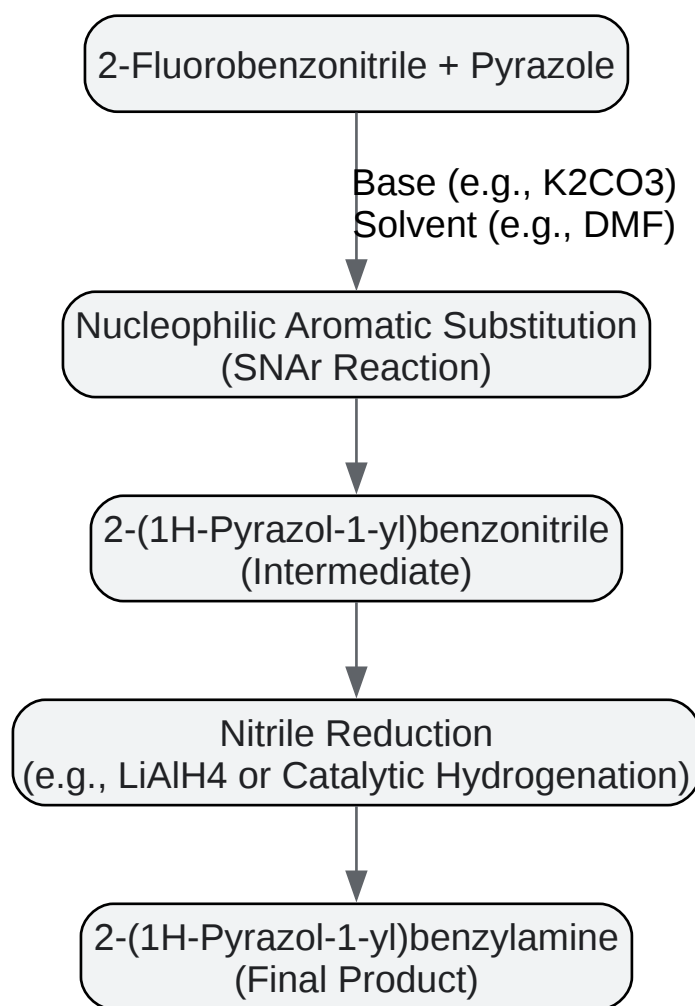 2-Fluorobenzonitrile + Pyrazole
Base (e.g., K2CO3)
Solvent (e.g., DMF)
Nucleophilic Aromatic Substitution
(SNAr Reaction)
2-(1H-Pyrazol-1-yl)benzonitrile
(Intermediate)
Nitrile Reduction
(e.g., LiAlH4 or Catalytic Hydrogenation)
2-(1H-Pyrazol-1-yl)benzylamine
(Final Product)